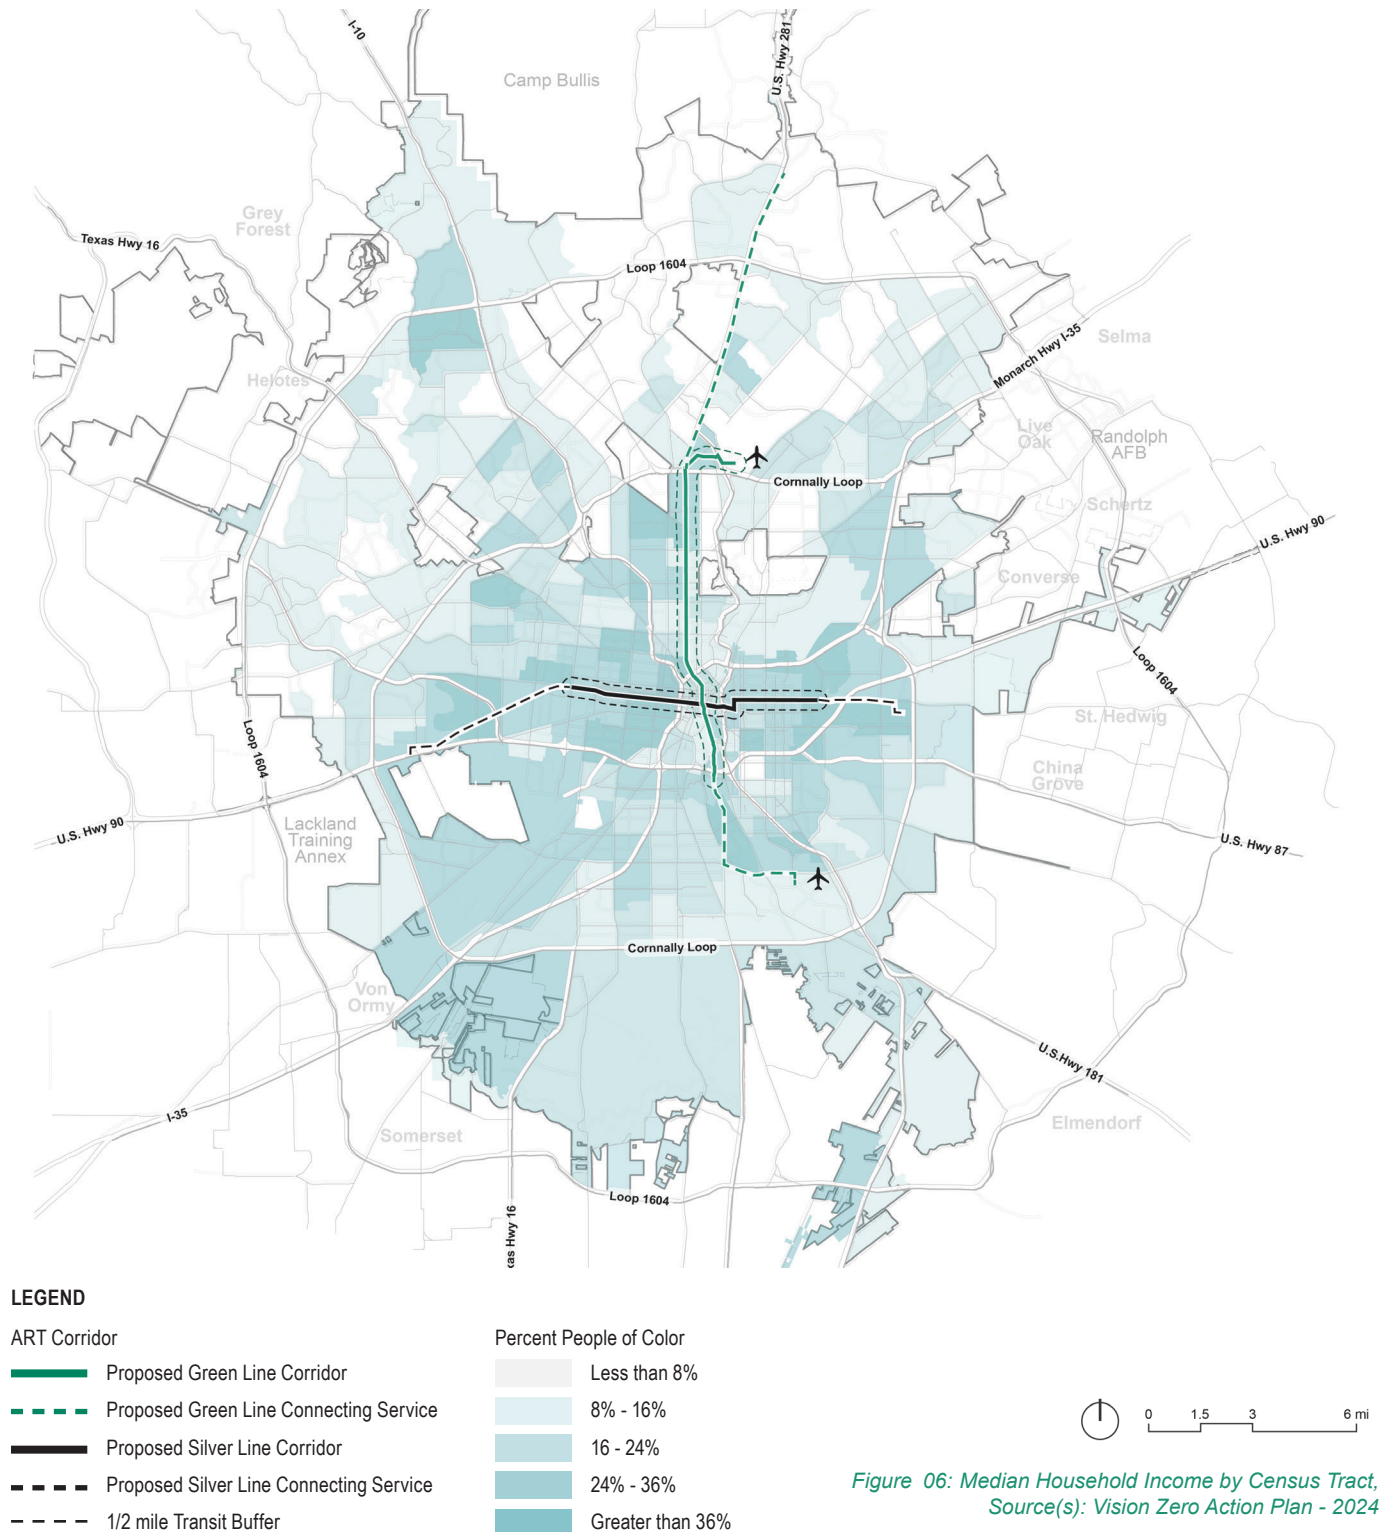 I-10
U.S. Hwy 281
Camp Bullis
Grey
Forest
Texas Hwy 16
Loop 1604
Selma
Monarch Hwy I-35
Helotes
Live
Oak
Randolph
AFB
Cornnally Loop
Schertz
U.S. Hwy 90
Converse
Loop 1604
St. Hedwig
Loop 1604
China
Grove
U.S. Hwy 90
Lackland
Training
Annex
U.S. Hwy 87
Cornnally Loop
Von
Ormy
U.S.Hwy 181
I-35
Somerset
Elmendorf
Loop 1604
xas Hwy 16
LEGEND
ART Corridor
Proposed Green Line Corridor
Proposed Green Line Connecting Service
Proposed Silver Line Corridor
Proposed Silver Line Connecting Service
1/2 mile Transit Buffer
Percent People of Color
Less than 8%
8% - 16%
16 - 24%
24% - 36%
Greater than 36%
0 1.5 3 6 mi
Figure 06: Median Household Income by Census Tract,
Source(s): Vision Zero Action Plan - 2024